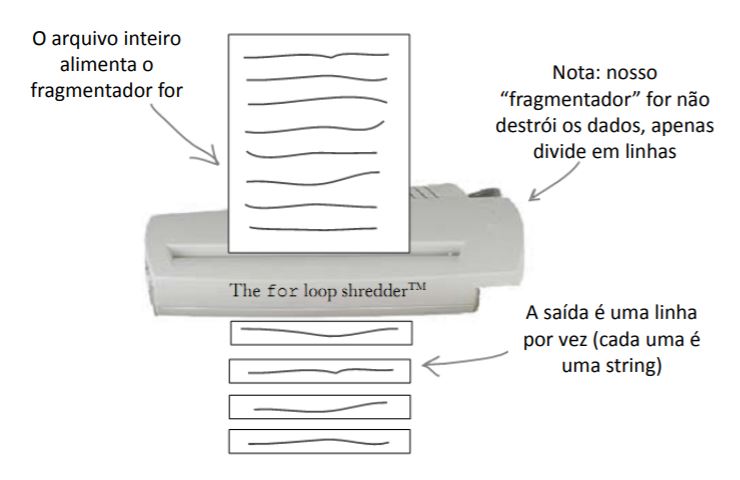 O arquivo inteiro
alimenta o
fragmentador for
Nota: nosso
“fragmentador” for não
destrói os dados, apenas
divide em linhas
The for loop shredder™
A saída é uma linha
por vez (cada uma é
uma string)